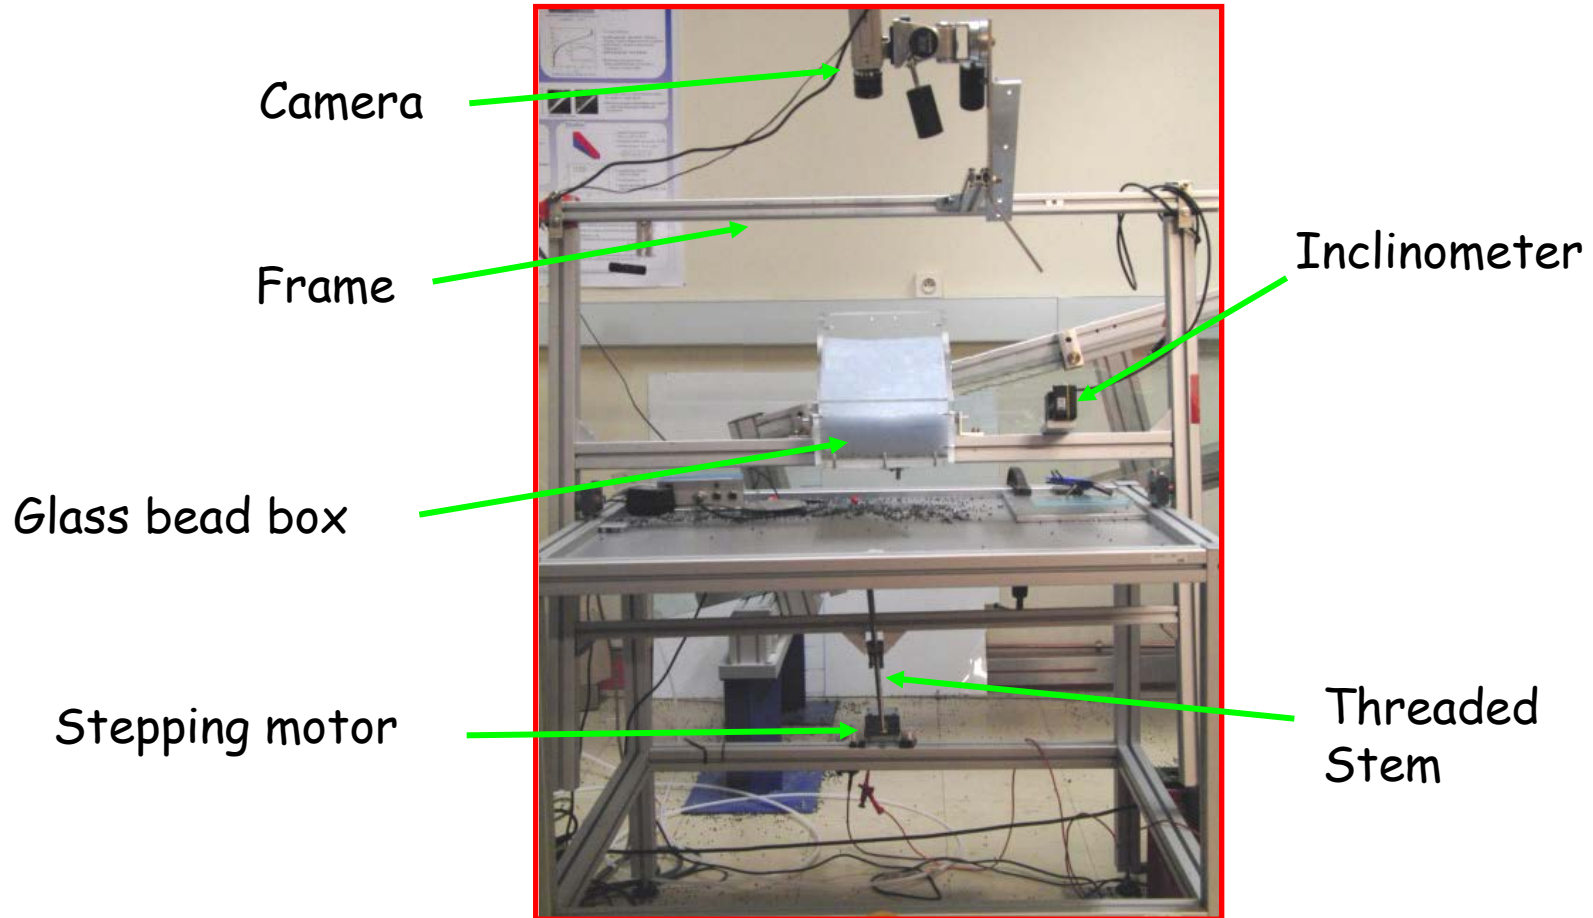 Camera
Frame
Inclinometer
Glass bead box
Stepping motor
Threaded
Stem